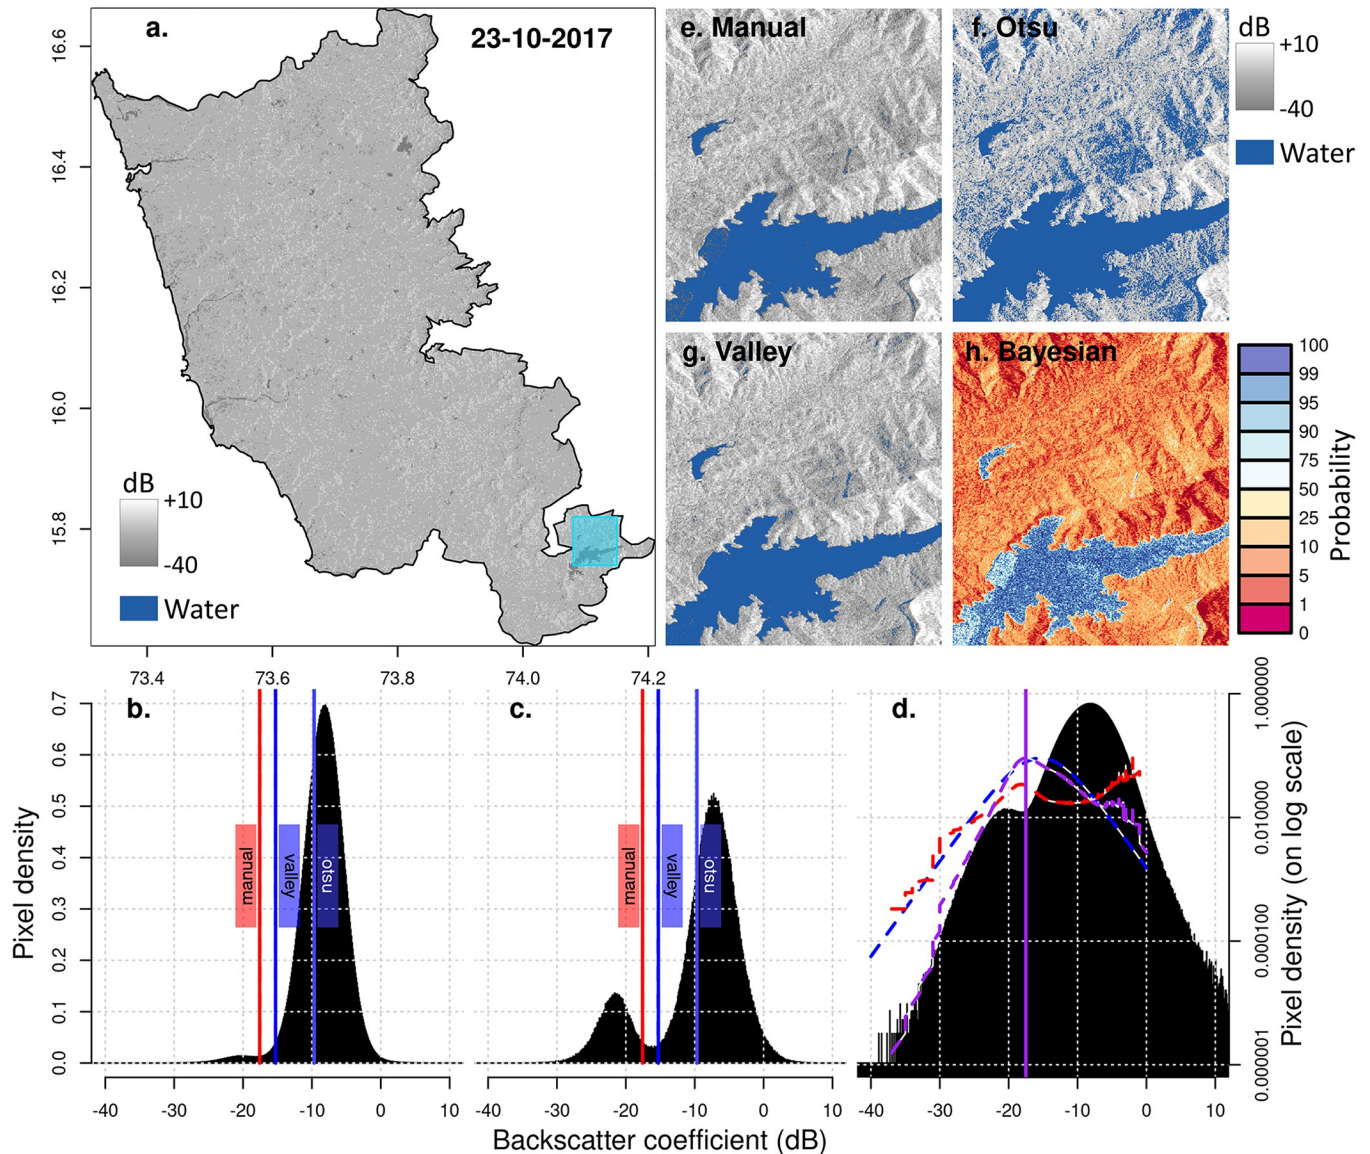 a.
23-10-2017
16.6
16.4
16.2
16.0
15.8
dB
+10
-40
Water
73.4
73.6
73.8
74.0
74.2
e. Manual
f. Otsu
dB
+10
-40
Water
g. Valley
h. Bayesian
100
99
95
90
75
50
25
10
5
1
0
Probability
b.
Pixel density
0.7
0.6
0.5
0.4
0.3
0.2
0.1
0.0
manual
valley
otsu
-40
-30
-20
-10
0
10
c.
manual
valley
otsu
-40
-30
-20
-10
0
10
d.
1.000000
0.010000
0.000100
0.000001
Pixel density (on log scale)
-40
-30
-20
-10
0
10
Backscatter coefficient (dB)